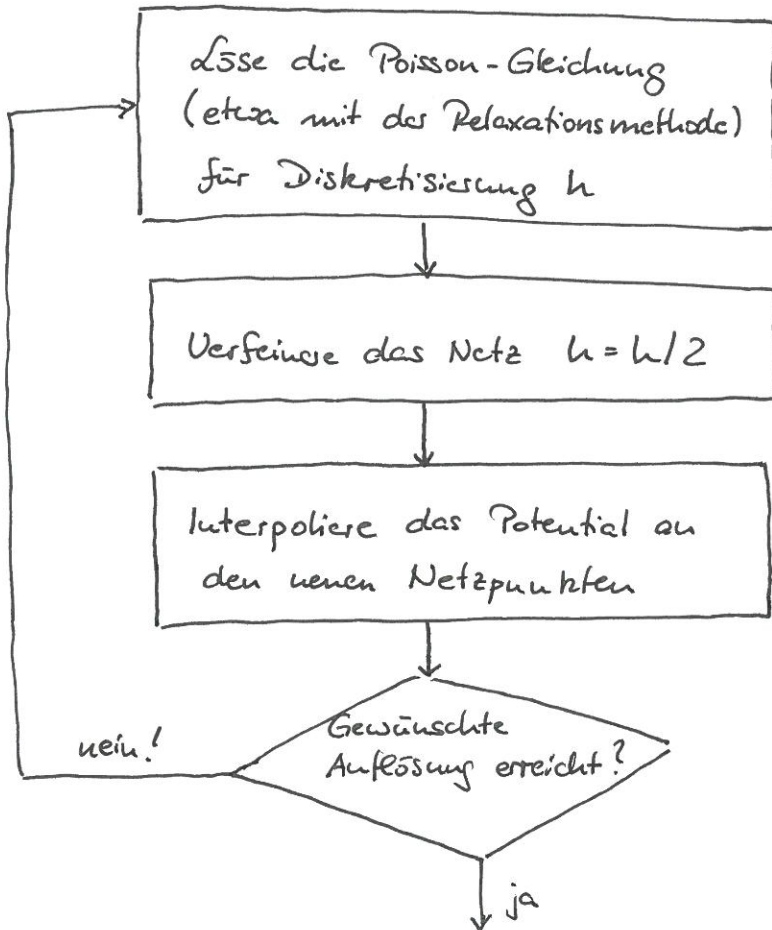 Löse die Poisson-Gleichung
(etwa mit der Relaxationsmethode)
für Diskretisierung h
Verfeinere das Netz h = h/2
Interpoliere das Potential an
den neuen Netzpunkten
Gewünschte
Auflösung erreicht?
nein!
ja